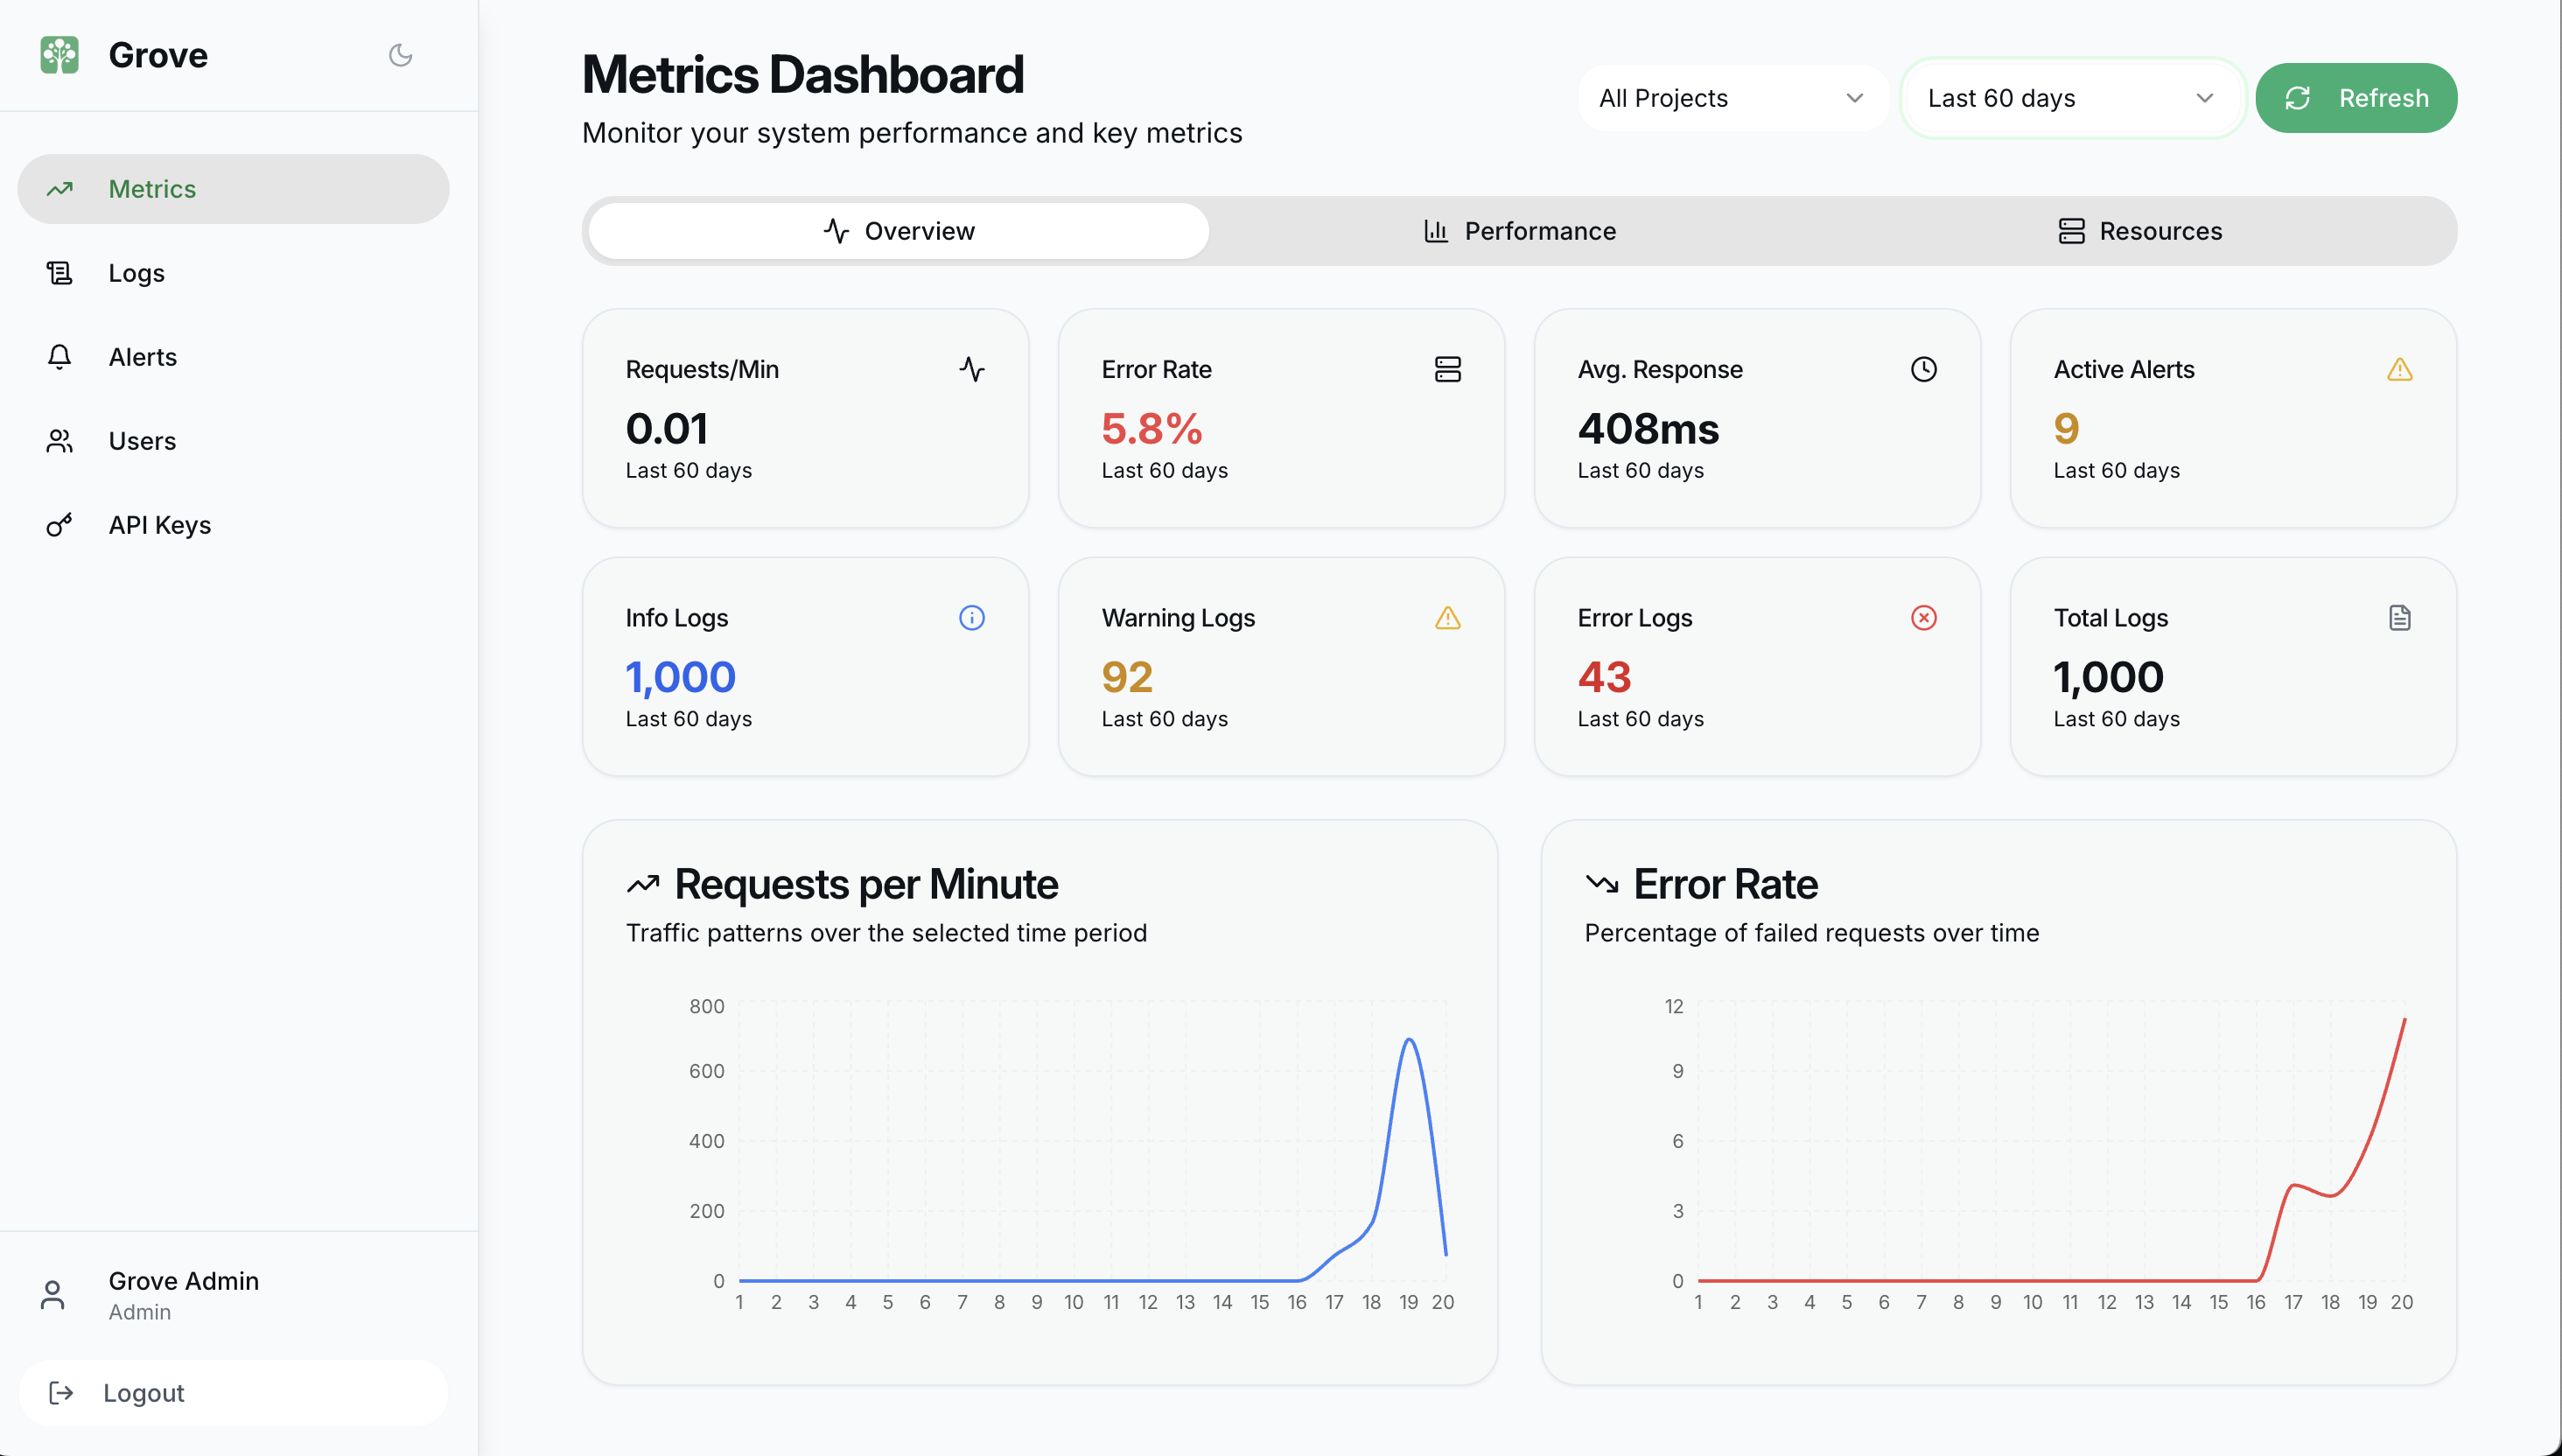 Grove
Metrics
Logs
Alerts
Users
API Keys
Grove Admin
Admin
Logout
Metrics Dashboard
Monitor your system performance and key metrics
All Projects
Last 60 days
Refresh
Overview
Performance
Resources
Requests/Min
0.01
Last 60 days
Error Rate
5.8%
Last 60 days
Avg. Response
408ms
Last 60 days
Active Alerts
9
Last 60 days
Info Logs
1,000
Last 60 days
Warning Logs
92
Last 60 days
Error Logs
43
Last 60 days
Total Logs
1,000
Last 60 days
Requests per Minute
Traffic patterns over the selected time period
800
600
400
200
0
1 2 3 4 5 6 7 8 9 10 11 12 13 14 15 16 17 18 19 20
Error Rate
Percentage of failed requests over time
12
9
6
3
0
1 2 3 4 5 6 7 8 9 10 11 12 13 14 15 16 17 18 19 20